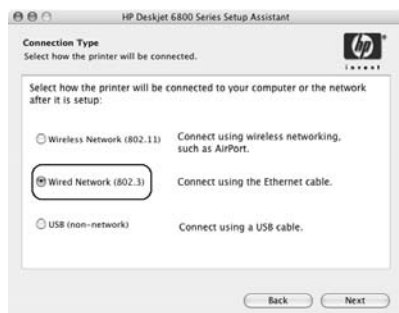 HP Deskjet 6800 Series Setup Assistant
Connection Type
Select how the printer will be connected.
hp
invent
Select how the printer will be connected to your computer or the network
after it is setup:
Wireless Network (802.11)
Connect using wireless networking,
such as AirPort.
Wired Network (802.3)
Connect using the Ethernet cable.
USB (non-network)
Connect using a USB cable.
Back
Next